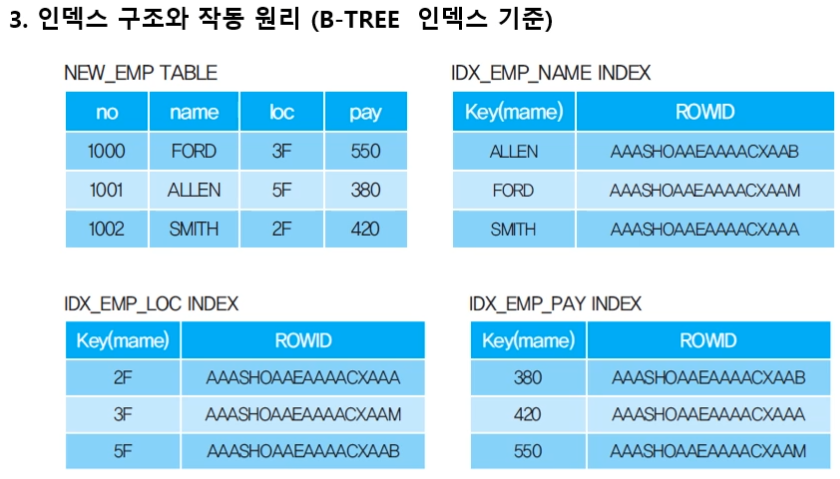 3. 인덱스 구조와 작동 원리 (B-TREE 인덱스 기준)
NEW_EMP TABLE
no name loc pay
1000 FORD 3F 550
1001 ALLEN 5F 380
1002 SMITH 2F 420
IDX_EMP_NAME INDEX
Key(mame) ROWID
ALLEN AAASHOAAEAAAACXAAB
FORD AAASHOAAEAAAACXAAM
SMITH AAASHOAAEAAAACXAAA
IDX_EMP_LOC INDEX
Key(mame) ROWID
2F AAASHOAAEAAAACXAAA
3F AAASHOAAEAAAACXAAM
5F AAASHOAAEAAAACXAAB
IDX_EMP_PAY INDEX
Key(mame) ROWID
380 AAASHOAAEAAAACXAAB
420 AAASHOAAEAAAACXAAA
550 AAASHOAAEAAAACXAAM